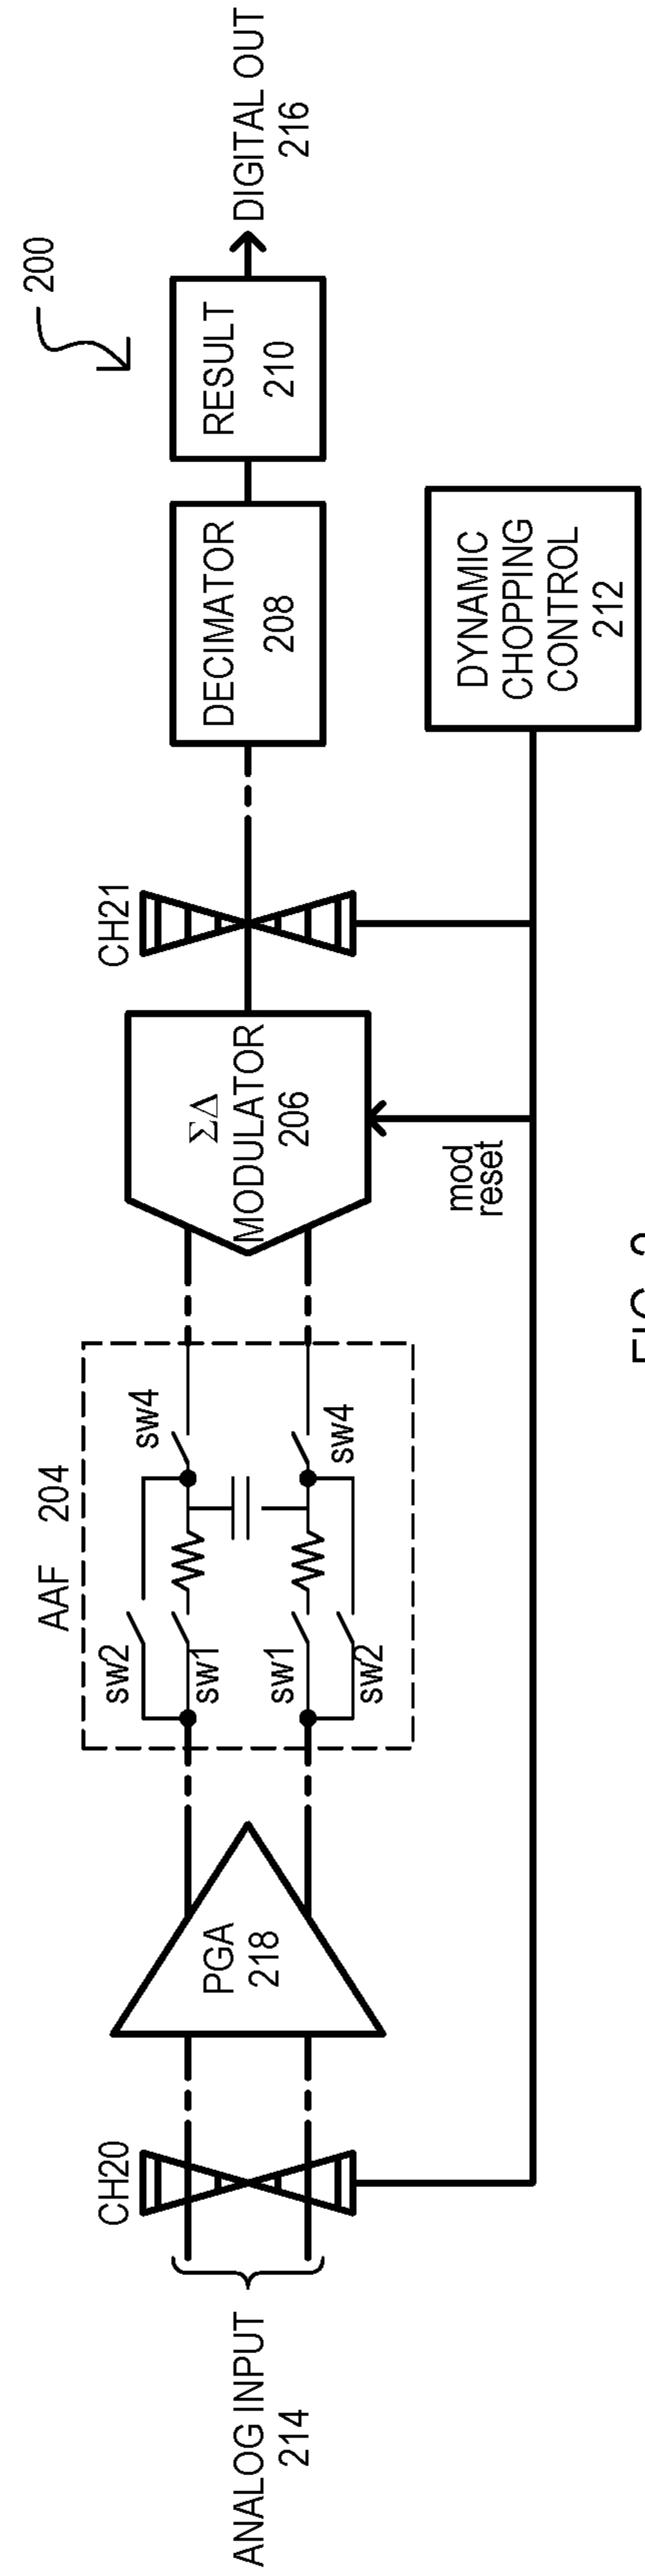 200
ANALOG INPUT
214
CH20
PGA
218
AAF 204
sw2
sw1
sw1
sw2
sw4
sw4
ΣΔ
MODULATOR
206
mod
reset
CH21
DECIMATOR
208
RESULT
210
DIGITAL OUT
216
DYNAMIC
CHOPPING
CONTROL
212